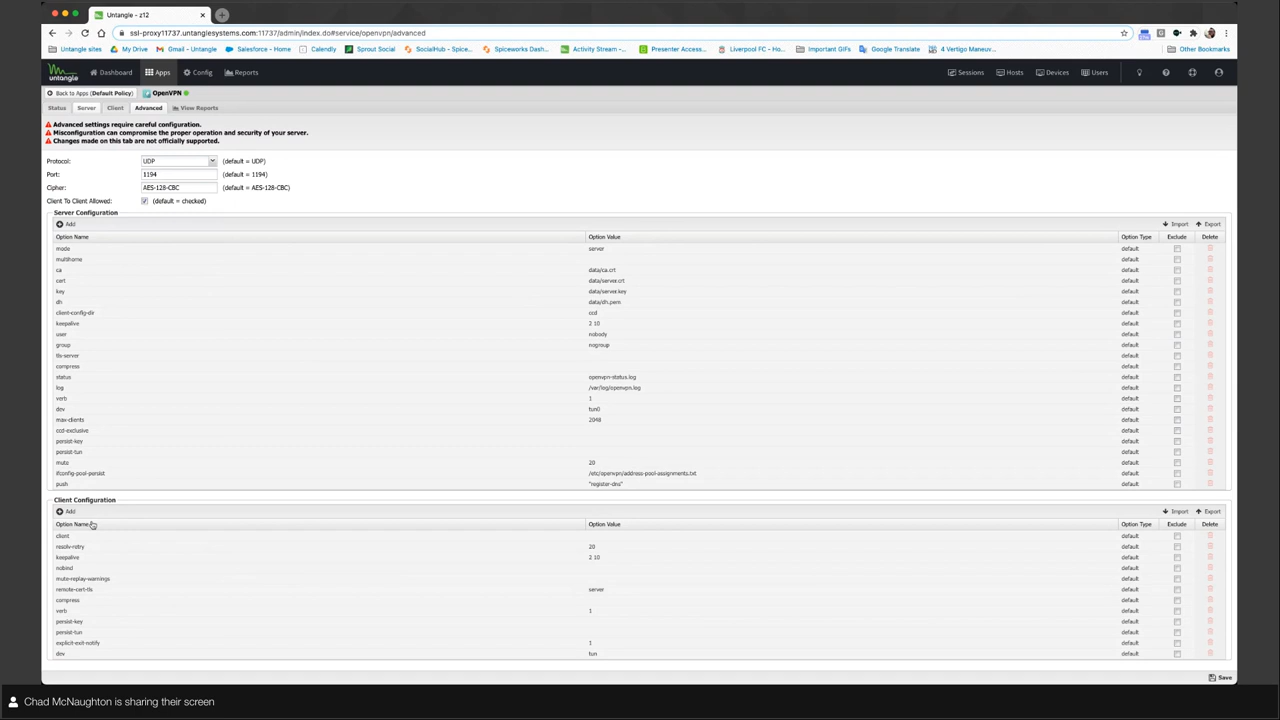 Untangle - z12
ssl-proxy11737.untanglesystems.com:11737/admin/index.do#service/openvpn/advanced
Untangle sites My Drive Gmail - Untangle Salesforce - Home Calendly Sprout Social SocialHub - Spice... Spiceworks Dash... Activity Stream -... Presenter Access... Liverpool FC - Ho... Important GIFs Google Translate 4 Vertigo Maneuv... Other Bookmarks
untangle Dashboard Apps Config Reports Sessions Hosts Devices Users
Back to Apps (Default Policy) OpenVPN
Status Server Client Advanced View Reports
Advanced settings require careful configuration.
Misconfiguration can compromise the proper operation and security of your server.
Changes made on this tab are not officially supported.
Protocol: UDP (default = UDP)
Port: 1194 (default = 1194)
Cipher: AES-128-CBC (default = AES-128-CBC)
Client To Client Allowed: (default = checked)
Server Configuration
Add Import Export
Option Name Option Value Option Type Exclude Delete
mode server default
multihome default
ca data/ca.crt default
cert data/server.crt default
key data/server.key default
dh data/dh.pem default
client-config-dir ccd default
keepalive 2 10 default
user nobody default
group nogroup default
tls-server default
compress default
status openvpn-status.log default
log /var/log/openvpn.log default
verb 1 default
dev tun0 default
max-clients 2048 default
ccd-exclusive default
persist-key default
persist-tun default
mute 20 default
ifconfig-pool-persist /etc/openvpn/address-pool-assignments.txt default
push "register-dns" default
Client Configuration
Add Import Export
Option Name Option Value Option Type Exclude Delete
client default
resolv-retry 20 default
keepalive 2 10 default
nobind default
mute-replay-warnings default
remote-cert-tls server default
compress default
verb 1 default
persist-key default
persist-tun default
explicit-exit-notify 1 default
dev tun default
Save
Chad McNaughton is sharing their screen